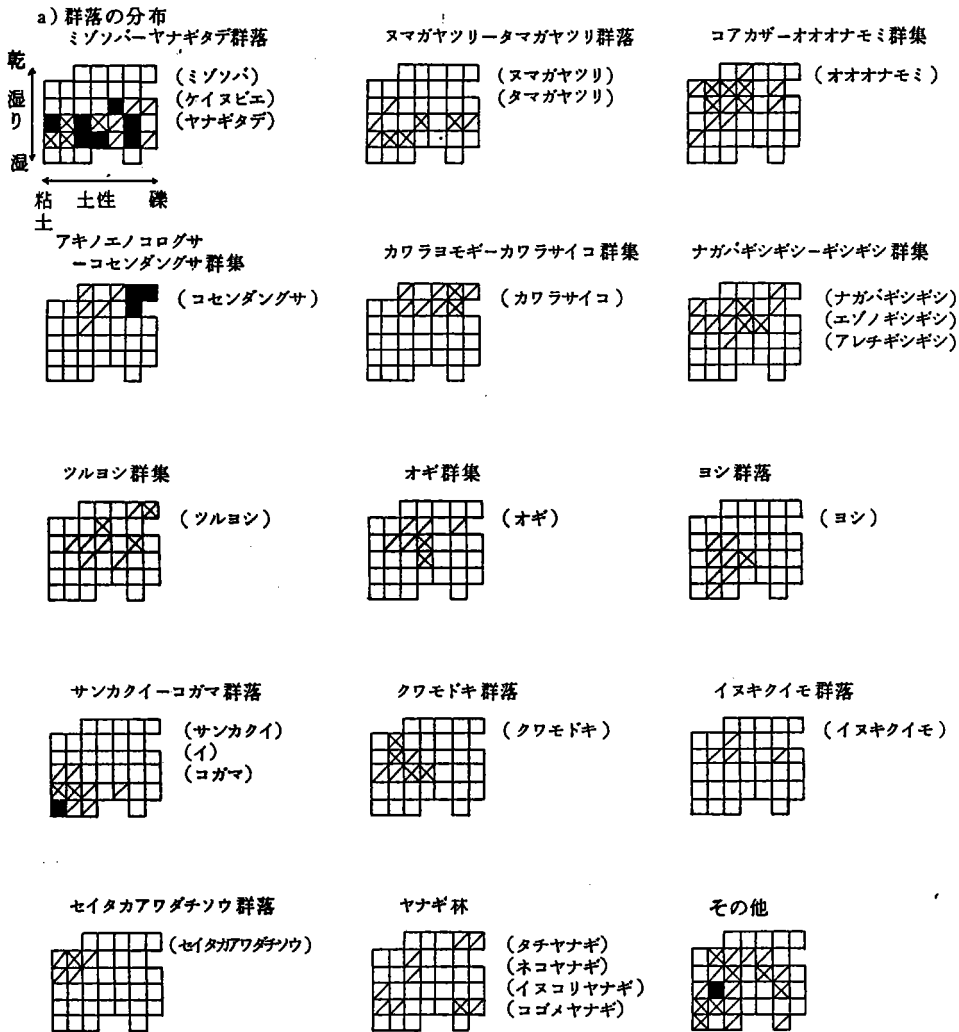 a) 群落の分布
ミゾソバーヤナギタデ群落
乾
湿り
湿
(ミゾソバ)
(ケイヌビエ)
(ヤナギタデ)
粘土
土性
礫
ヌマガヤツリータマガヤツリ群落
(ヌマガヤツリ)
(タマガヤツリ)
コアカザーオオオナモミ群集
(オオオナモミ)
アキノエノコログサ
ーコセンダングサ群集
(コセンダングサ)
カワラヨモギーカワラサイコ群集
(カワラサイコ)
ナガバギシギシーギシギシ群集
(ナガバギシギシ)
(エゾノギシギシ)
(アレチギシギシ)
ツルヨシ群集
(ツルヨシ)
オギ群集
(オギ)
ヨシ群落
(ヨシ)
サンカクイーコガマ群落
(サンカクイ)
(イ)
(コガマ)
クワモドキ群落
(クワモドキ)
イヌキクイモ群落
(イヌキクイモ)
セイタカアワダチソウ群落
(セイタカアワダチソウ)
ヤナギ林
(タチヤナギ)
(ネコヤナギ)
(イヌコリヤナギ)
(コゴメヤナギ)
その他